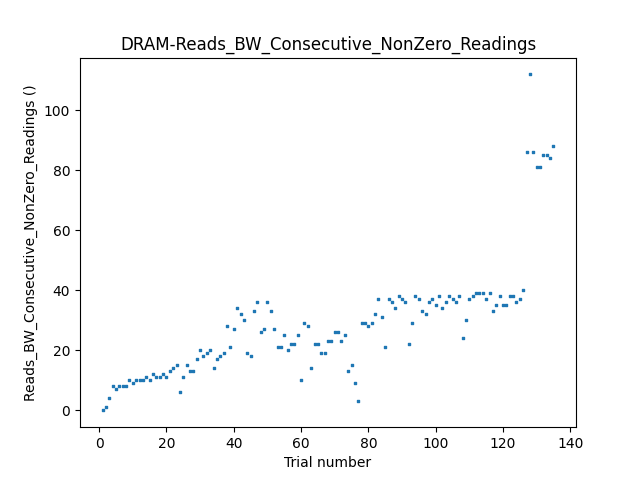 DRAM-Reads_BW_Consecutive_NonZero_Readings
Reads_BW_Consecutive_NonZero_Readings ()
100
80
60
40
20
0
0 20 40 60 80 100 120 140
Trial number